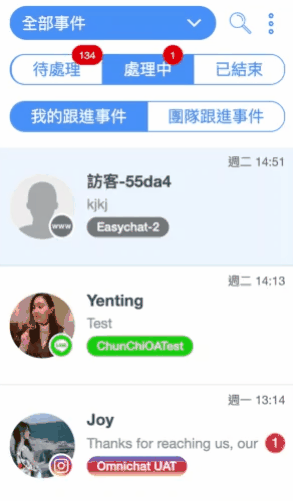 全部事件
134
1
待處理
處理中
已結束
我的跟進事件
團隊跟進事件
週二 14:51
訪客-55da4
kjkj
www
Easychat-2
週二 14:13
Yenting
Test
LINE
ChunChiOATest
週一 13:14
Joy
Thanks for reaching us, our
1
Omnichat UAT